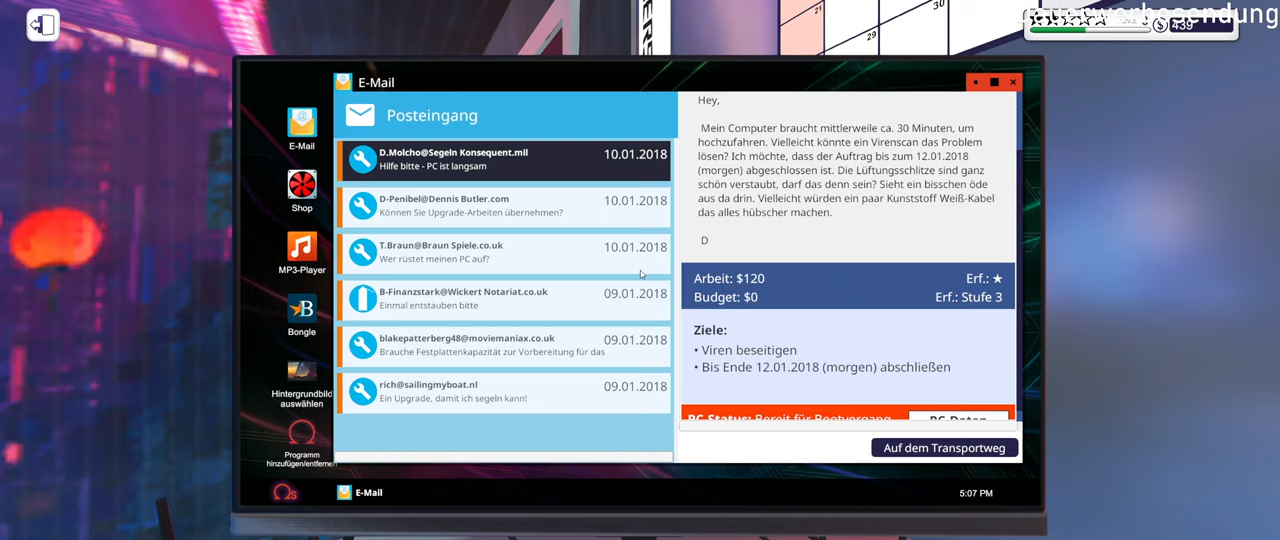 21
30
29
439
E-Mail
Posteingang
D.Molcho@Segeln Konsequent.mil
10.01.2018
Hilfe bitte - PC ist langsam
D-Penibel@Dennis Butler.com
10.01.2018
Können Sie Upgrade-Arbeiten übernehmen?
T.Braun@Braun Spiele.co.uk
10.01.2018
Wer rüstet meinen PC auf?
B-Finanzstark@Wickert Notariat.co.uk
09.01.2018
Einmal entstauben bitte
blakepatterberg48@moviemaniax.co.uk
09.01.2018
Brauche Festplattenkapazität zur Vorbereitung für das
rich@sailingmyboat.nl
09.01.2018
Ein Upgrade, damit ich segeln kann!
Hey,
Mein Computer braucht mittlerweile ca. 30 Minuten, um
hochzufahren. Vielleicht könnte ein Virenscan das Problem
lösen? Ich möchte, dass der Auftrag bis zum 12.01.2018
(morgen) abgeschlossen ist. Die Lüftungsschlitze sind ganz
schön verstaubt, darf das denn sein? Sieht ein bisschen öde
aus da drin. Vielleicht würden ein paar Kunststoff Weiß-Kabel
das alles hübscher machen.
D
Arbeit: $120
Erf.: ★
Budget: $0
Erf.: Stufe 3
Ziele:
• Viren beseitigen
• Bis Ende 12.01.2018 (morgen) abschließen
PC Status: Bereit für Bootvorgang
PC Daten
Auf dem Transportweg
E-Mail
Shop
MP3-Player
Bongle
Hintergrundbild
auswählen
Programm
hinzufügen/entfernen
E-Mail
5:07 PM